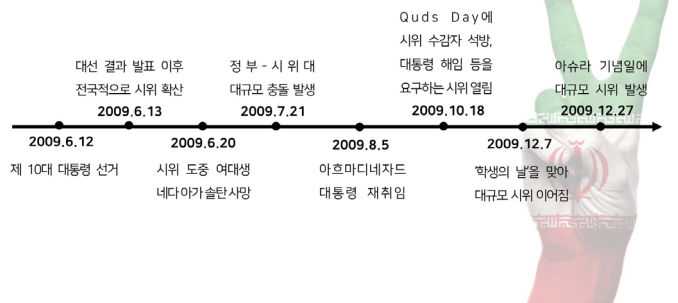 대선 결과 발표 이후
전국적으로 시위 확산
2009.6.13
정부-시위대
대규모 충돌 발생
2009.7.21
Quds Day에
시위 수감자 석방,
대통령 해임 등을
요구하는 시위 열림
2009.10.18
아슈라 기념일에
대규모 시위 발생
2009.12.27
2009.6.12
제 10대 대통령 선거
2009.6.20
시위 도중 여대생
네다 아가 솔탄 사망
2009.8.5
아흐마디네자드
대통령 재취임
2009.12.7
'학생의 날'을 맞아
대규모 시위 이어짐